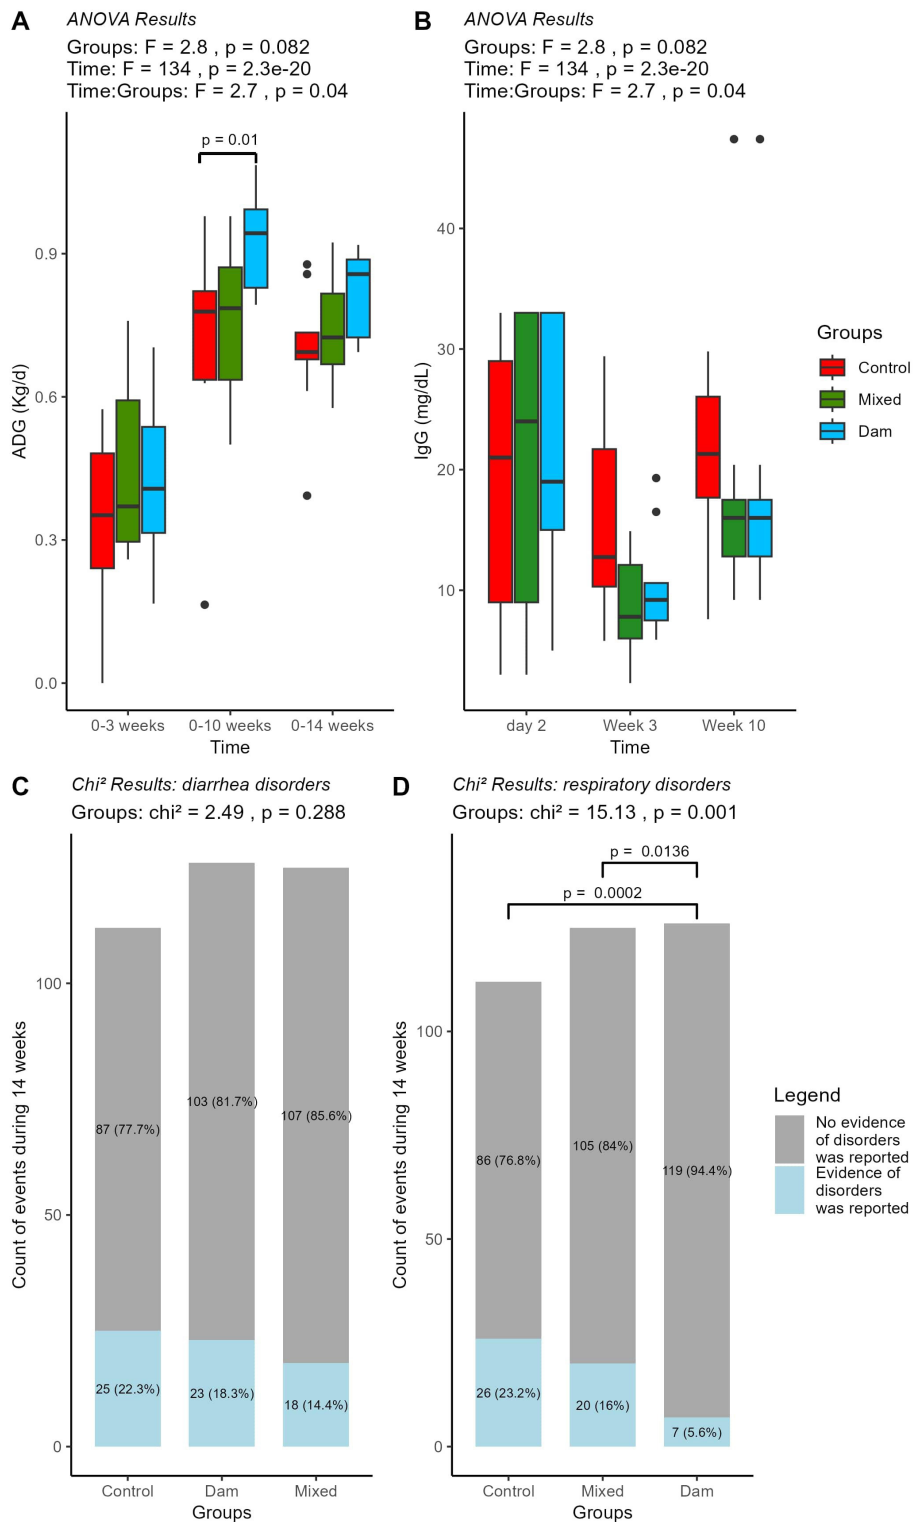 A
ANOVA Results
Groups: F = 2.8 , p = 0.082
Time: F = 134 , p = 2.3e-20
Time:Groups: F = 2.7 , p = 0.04
p = 0.01
ADG (Kg/d)
0.9
0.6
0.3
0.0
0-3 weeks
0-10 weeks
0-14 weeks
Time
B
ANOVA Results
Groups: F = 2.8 , p = 0.082
Time: F = 134 , p = 2.3e-20
Time:Groups: F = 2.7 , p = 0.04
IgG (mg/dL)
40
30
20
10
day 2
Week 3
Week 10
Time
Groups
Control
Mixed
Dam
C
Chi² Results: diarrhea disorders
Groups: chi² = 2.49 , p = 0.288
Count of events during 14 weeks
100
50
0
87 (77.7%)
103 (81.7%)
107 (85.6%)
25 (22.3%)
23 (18.3%)
18 (14.4%)
Control
Dam
Mixed
Groups
D
Chi² Results: respiratory disorders
Groups: chi² = 15.13 , p = 0.001
p = 0.0136
p = 0.0002
Count of events during 14 weeks
100
50
0
86 (76.8%)
105 (84%)
119 (94.4%)
26 (23.2%)
20 (16%)
7 (5.6%)
Control
Mixed
Dam
Groups
Legend
No evidence
of disorders
was reported
Evidence of
disorders
was reported